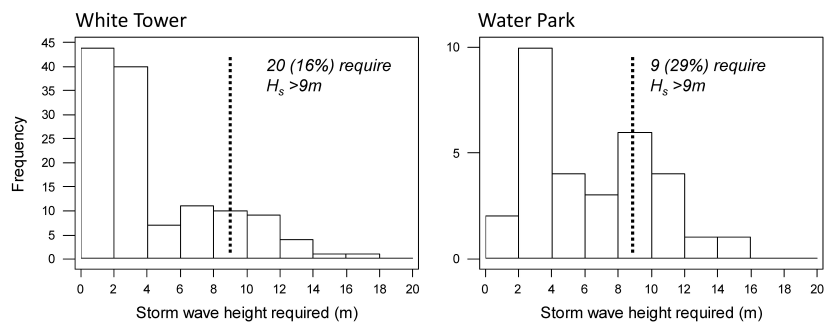 White Tower
Water Park
45
40
35
30
25
20
15
10
5
0
Frequency
20 (16%) require
Hs >9m
0 2 4 6 8 10 12 14 16 18 20
Storm wave height required (m)
10
5
0
9 (29%) require
Hs >9m
0 2 4 6 8 10 12 14 16 18 20
Storm wave height required (m)